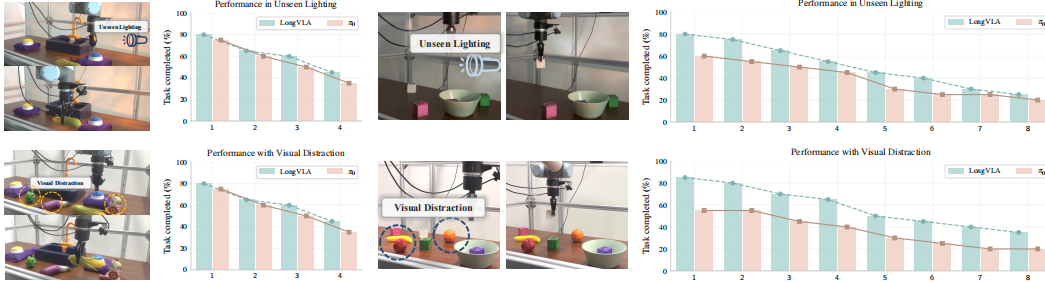 Performance in Unseen Lighting
LongVLA
π0
Task completed (%)
100
80
60
40
20
0
1 2 3 4
Unseen Lighting
Unseen Lighting
Performance in Unseen Lighting
LongVLA
π0
Task completed (%)
100
80
60
40
20
0
1 2 3 4 5 6 7 8
Performance with Visual Distraction
LongVLA
π0
Task completed (%)
100
80
60
40
20
0
1 2 3 4
Visual Distraction
Visual Distraction
Performance with Visual Distraction
LongVLA
π0
Task completed (%)
100
80
60
40
20
0
1 2 3 4 5 6 7 8